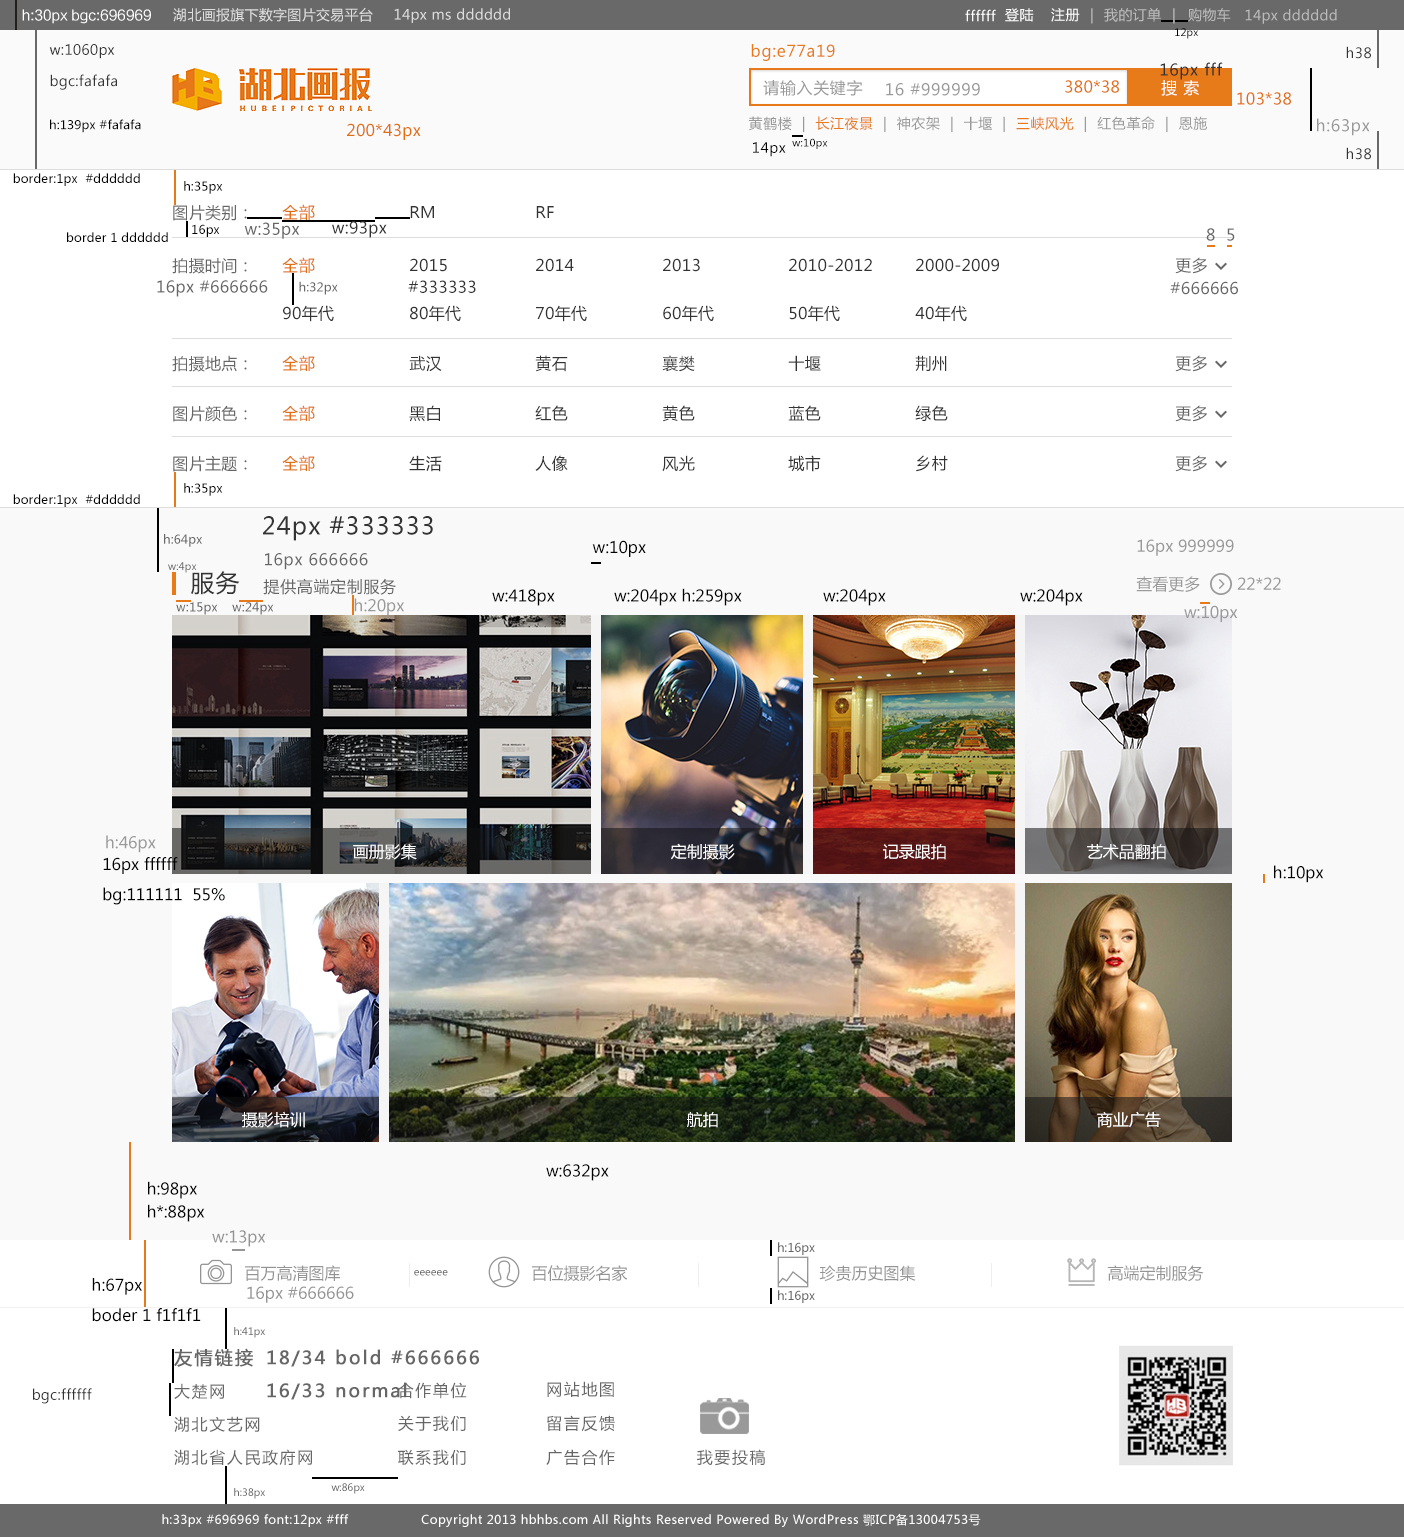 h:30px bgc:696969 湖北画报旗下数字图片交易平台 14px ms dddddd ffffff 登陆 注册 | 我的订单 | 购物车 14px dddddd
12px
w:1060px bg:e77a19 h38
bgc:fafafa 湖北画报 16px fff
请输入关键字 16 #999999 380*38 搜 索 103*38
HUBEI PICTORIAL
h:139px #fafafa 200*43px 黄鹤楼 | 长江夜景 | 神农架 | 十堰 | 三峡风光 | 红色革命 | 恩施 h:63px
14px w:10px h38
border:1px #dddddd h:35px
图片类别： 全部 RM RF
16px w:35px w:93px
border 1 dddddd 8 5
拍摄时间： 全部 2015 2014 2013 2010-2012 2000-2009 更多
16px #666666 h:32px #333333 #666666
90年代 80年代 70年代 60年代 50年代 40年代
拍摄地点： 全部 武汉 黄石 襄樊 十堰 荆州 更多
图片颜色： 全部 黑白 红色 黄色 蓝色 绿色 更多
图片主题： 全部 生活 人像 风光 城市 乡村 更多
h:35px
border:1px #dddddd
24px #333333
h:64px 16px 666666 w:10px 16px 999999
w:4px
服务 提供高端定制服务 查看更多 22*22
w:15px w:24px h:20px w:418px w:204px h:259px w:204px w:204px w:10px
h:46px
画册影集 定制摄影 记录跟拍 艺术品翻拍
16px ffffff
h:10px
bg:111111 55%
摄影培训 航拍 商业广告
w:632px
h:98px
h*:88px
w:13px
h:16px
百万高清图库 eeeeee 百位摄影名家 珍贵历史图集 高端定制服务
h:67px 16px #666666 h:16px
boder 1 f1f1f1
h:41px
友情链接 18/34 bold #666666
bgc:ffffff 大楚网 16/33 normal 合作单位 网站地图
湖北文艺网 关于我们 留言反馈
湖北省人民政府网 联系我们 广告合作 我要投稿
h:38px w:86px
h:33px #696969 font:12px #fff Copyright 2013 hbhbs.com All Rights Reserved Powered By WordPress 鄂ICP备13004753号